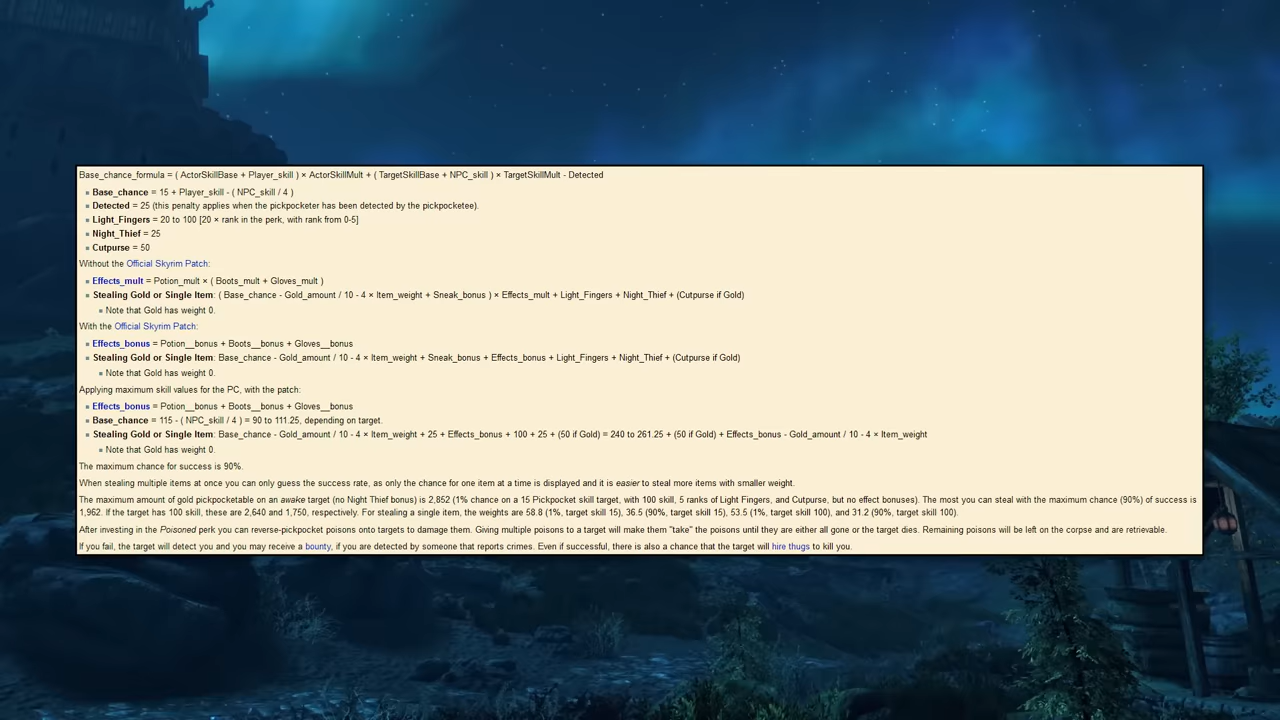 Base_chance_formula = ( ActorSkillBase + Player_skill ) × ActorSkillMult + ( TargetSkillBase + NPC_skill ) × TargetSkillMult - Detected
Base_chance = 15 + Player_skill - ( NPC_skill / 4 )
Detected = 25 (this penalty applies when the pickpocketer has been detected by the pickpocketee).
Light_Fingers = 20 to 100 [20 × rank in the perk, with rank from 0-5]
Night_Thief = 25
Cutpurse = 50
Without the Official Skyrim Patch:
Effects_mult = Potion_mult × ( Boots_mult + Gloves_mult )
Stealing Gold or Single Item: ( Base_chance - Gold_amount / 10 - 4 × Item_weight + Sneak_bonus ) × Effects_mult + Light_Fingers + Night_Thief + (Cutpurse if Gold)
Note that Gold has weight 0.
With the Official Skyrim Patch:
Effects_bonus = Potion__bonus + Boots__bonus + Gloves__bonus
Stealing Gold or Single Item: Base_chance - Gold_amount / 10 - 4 × Item_weight + Sneak_bonus + Effects_bonus + Light_Fingers + Night_Thief + (Cutpurse if Gold)
Note that Gold has weight 0.
Applying maximum skill values for the PC, with the patch:
Effects_bonus = Potion__bonus + Boots__bonus + Gloves__bonus
Base_chance = 115 - ( NPC_skill / 4 ) = 90 to 111.25, depending on target.
Stealing Gold or Single Item: Base_chance - Gold_amount / 10 - 4 × Item_weight + 25 + Effects_bonus + 100 + 25 + (50 if Gold) = 240 to 261.25 + (50 if Gold) + Effects_bonus - Gold_amount / 10 - 4 × Item_weight
Note that Gold has weight 0.
The maximum chance for success is 90%.
When stealing multiple items at once you can only guess the success rate, as only the chance for one item at a time is displayed and it is easier to steal more items with smaller weight.
The maximum amount of gold pickpocketable on an awake target (no Night Thief bonus) is 2,852 (1% chance on a 15 Pickpocket skill target, with 100 skill, 5 ranks of Light Fingers, and Cutpurse, but no effect bonuses). The most you can steal with the maximum chance (90%) of success is
1,962. If the target has 100 skill, these are 2,640 and 1,750, respectively. For stealing a single item, the weights are 58.8 (1%, target skill 15), 36.5 (90%, target skill 15), 53.5 (1%, target skill 100), and 31.2 (90%, target skill 100).
After investing in the Poisoned perk you can reverse-pickpocket poisons onto targets to damage them. Giving multiple poisons to a target will make them "take" the poisons until they are either all gone or the target dies. Remaining poisons will be left on the corpse and are retrievable.
If you fail, the target will detect you and you may receive a bounty, if you are detected by someone that reports crimes. Even if successful, there is also a chance that the target will hire thugs to kill you.